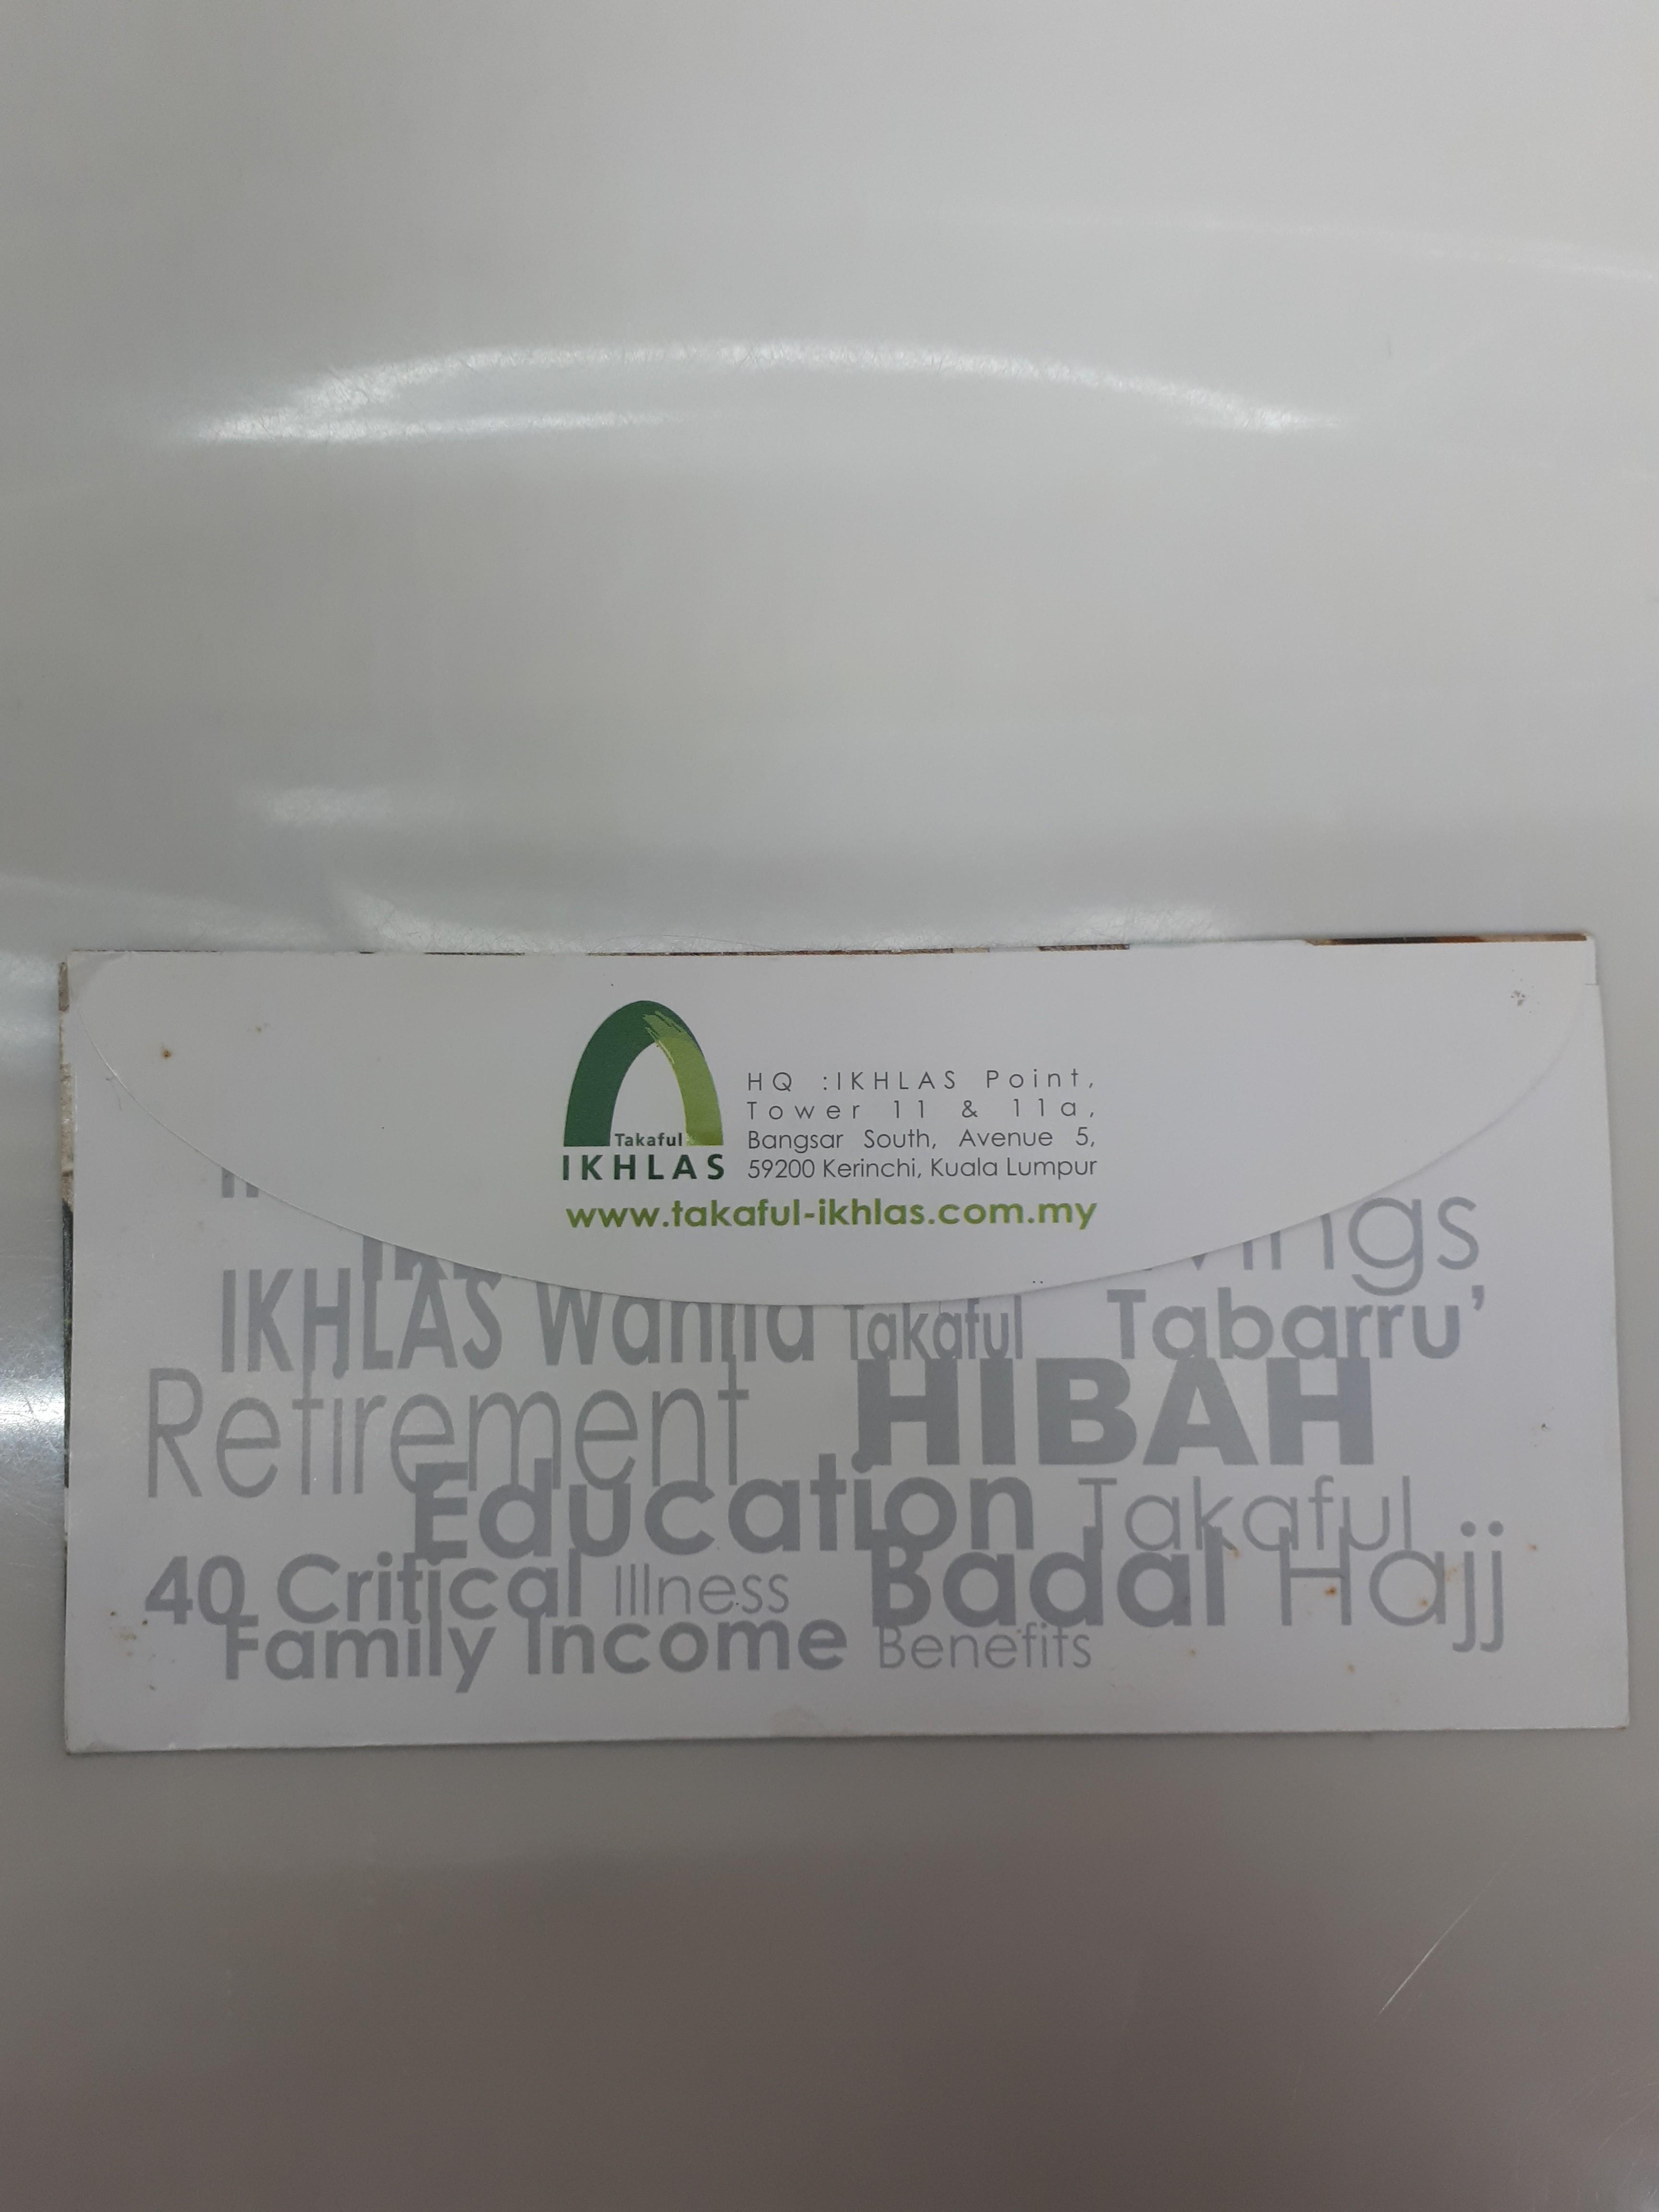 Takaful
IKHLAS
HQ :IKHLAS Point,
Tower 11 & 11a,
Bangsar South, Avenue 5,
59200 Kerinchi, Kuala Lumpur
www.takaful-ikhlas.com.my
IKHLAS Wanita Takaful Tabarru'
Retirement HIBAH
Education Takaful
40 Critical Illness Badal Hajj
Family Income Benefits